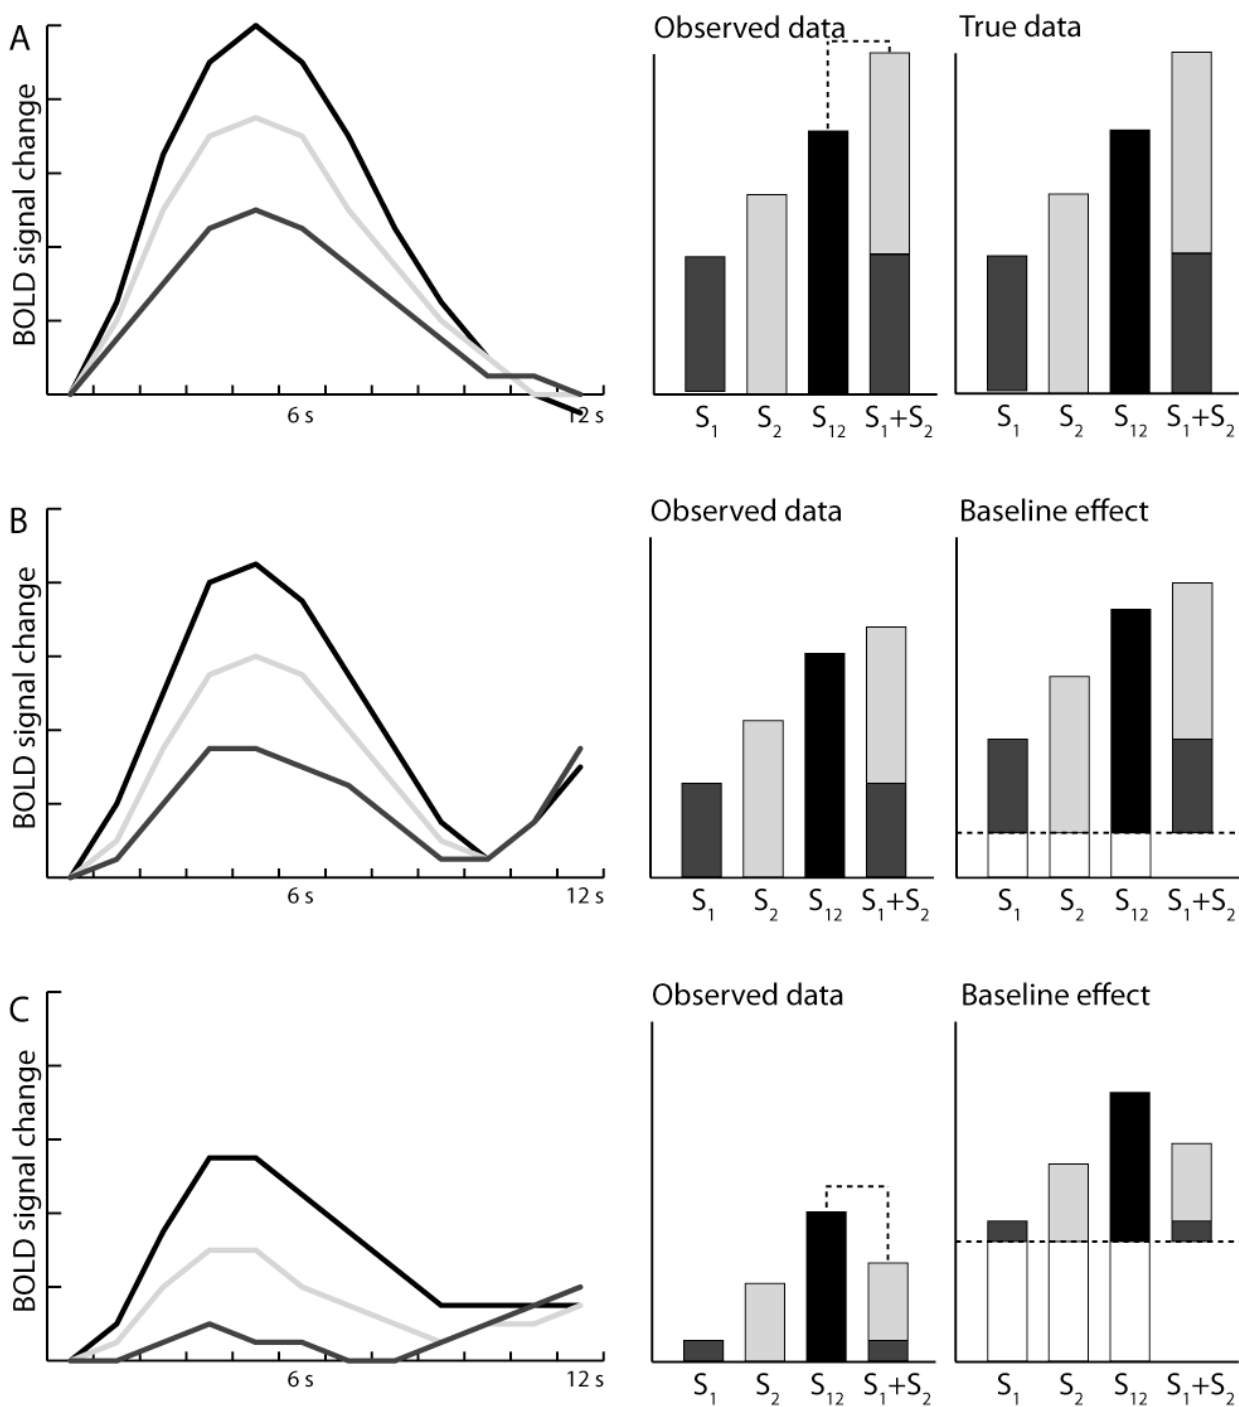 A
BOLD signal change
6 s
12 s
Observed data
S₁ S₂ S₁₂ S₁+S₂
True data
S₁ S₂ S₁₂ S₁+S₂
B
BOLD signal change
6 s
12 s
Observed data
S₁ S₂ S₁₂ S₁+S₂
Baseline effect
S₁ S₂ S₁₂ S₁+S₂
C
BOLD signal change
6 s
12 s
Observed data
S₁ S₂ S₁₂ S₁+S₂
Baseline effect
S₁ S₂ S₁₂ S₁+S₂